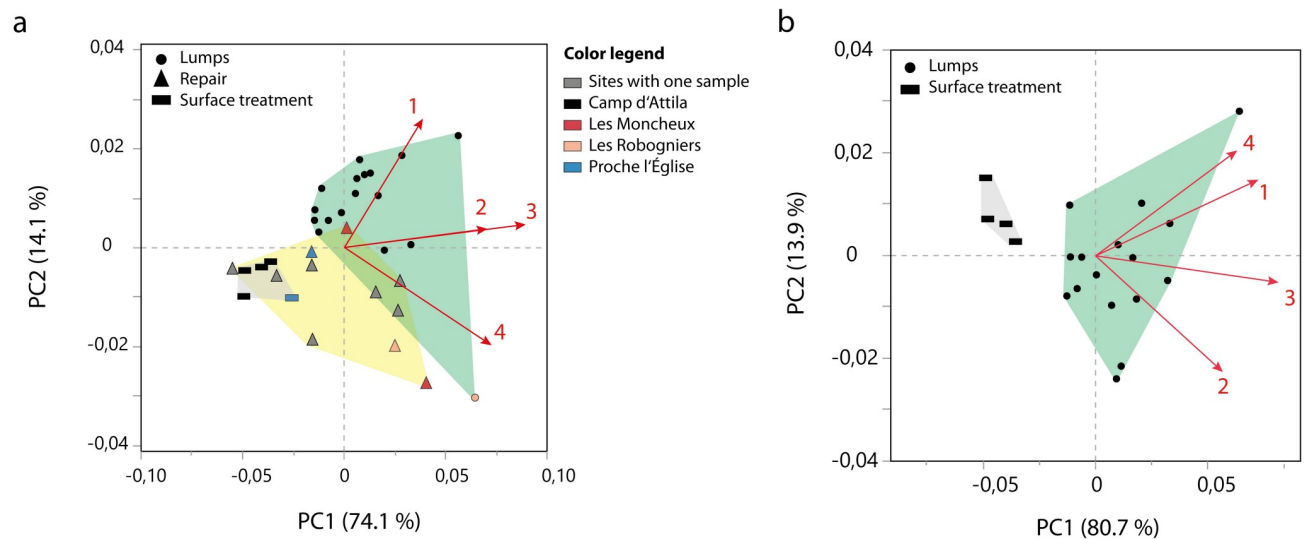 a
Lumps
Repair
Surface treatment
0,04
0,02
0
-0,02
-0,04
-0,10
-0,05
0
0,05
0,10
PC1 (74.1 %)
PC2 (14.1 %)
1
2
3
4
Color legend
Sites with one sample
Camp d'Attila
Les Moncheux
Les Robogniers
Proche l'Église
b
Lumps
Surface treatment
0,04
0,02
0
-0,02
-0,04
-0,05
0
0,05
PC1 (80.7 %)
PC2 (13.9 %)
4
1
3
2